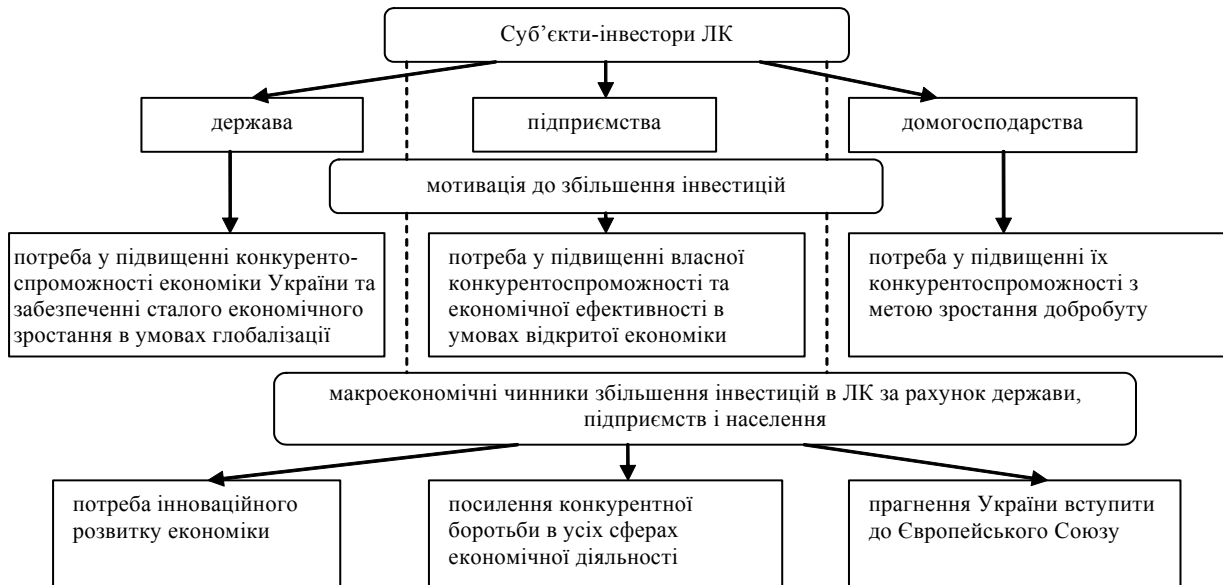 Суб’єкти-інвестори ЛК
держава
підприємства
домогосподарства
мотивація до збільшення інвестицій
потреба у підвищенні конкуренто-
спроможності економіки України та
забезпеченні сталого економічного
зростання в умовах глобалізації
потреба у підвищенні власної
конкурентоспроможності та
економічної ефективності в
умовах відкритої економіки
потреба у підвищенні їх
конкурентоспроможності з
метою зростання добробуту
макроекономічні чинники збільшення інвестицій в ЛК за рахунок держави,
підприємств і населення
потреба інноваційного
розвитку економіки
посилення конкурентної
боротьби в усіх сферах
економічної діяльності
прагнення України вступити
до Європейського Союзу